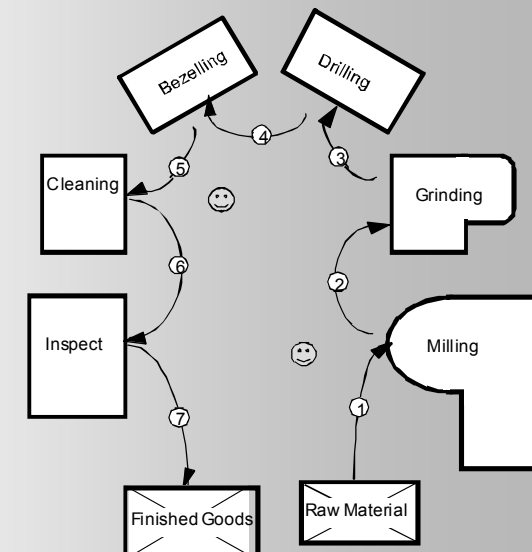 Bezelling
Drilling
4
5
3
Cleaning
Grinding
6
2
Inspect
Milling
7
1
Finished Goods
Raw Material